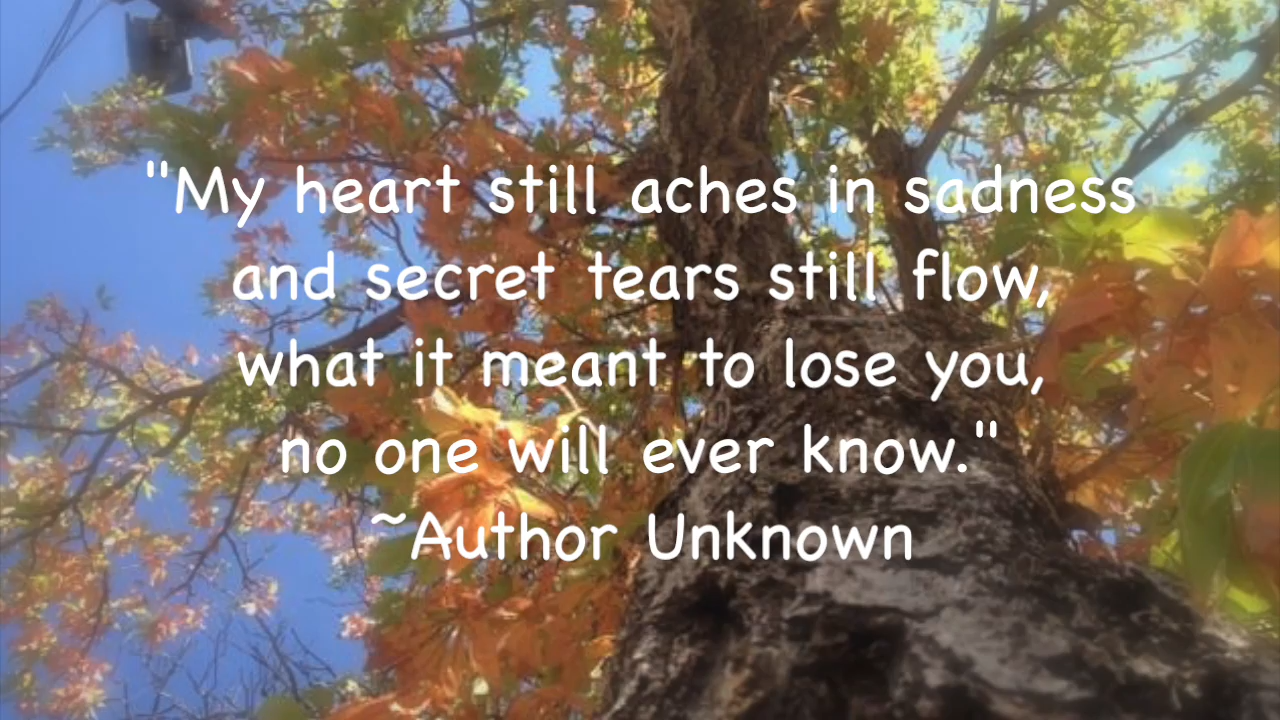 "My heart still aches in sadness
and secret tears still flow,
what it meant to lose you,
no one will ever know."
~Author Unknown